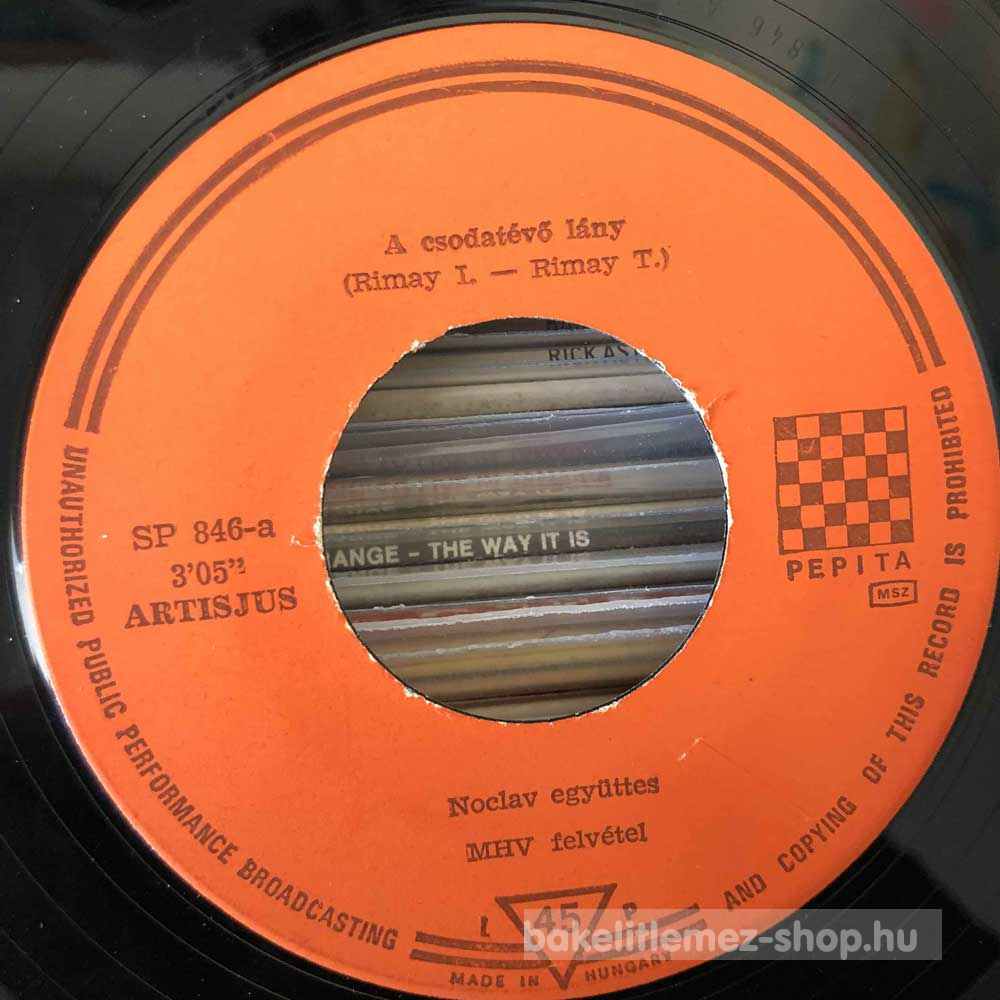 A csodatévő lány
(Rimay I. — Rimay T.)
RICK AST
SP 846-a
3'05"
ARTISJUS
ANGE – THE WAY IT IS
PEPITA
MSZ
Noclav együttes
MHV felvétel
L 45 P
MADE IN HUNGARY
UNAUTHORIZED PUBLIC PERFORMANCE BROADCASTING AND COPYING OF THIS RECORD IS PROHIBITED
846
bakelitlemez-shop.hu